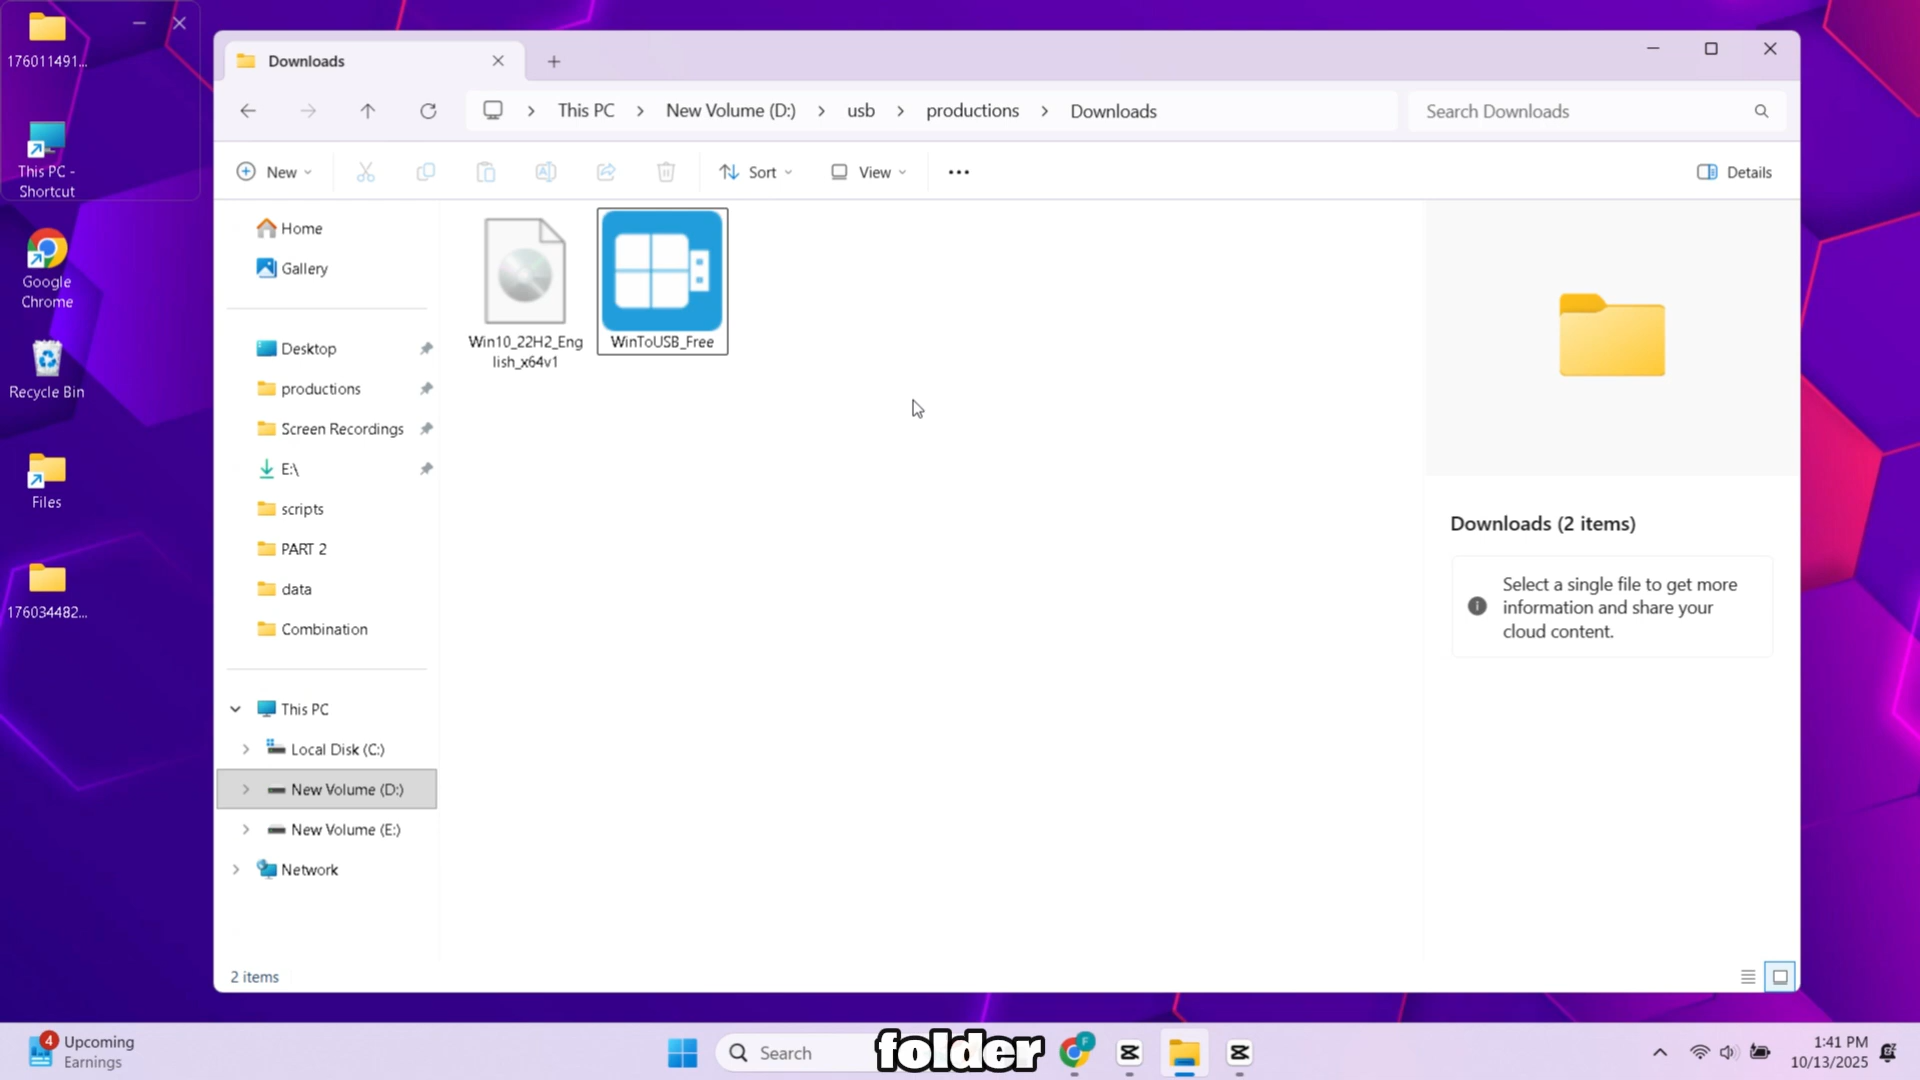 176011491...
This PC -
Shortcut
Google
Chrome
Recycle Bin
Files
176034482...
Downloads
This PC
New Volume (D:)
usb
productions
Downloads
Search Downloads
New
Sort
View
Details
Home
Gallery
Desktop
productions
Screen Recordings
E:\
scripts
PART 2
data
Combination
This PC
Local Disk (C:)
New Volume (D:)
New Volume (E:)
Network
Win10_22H2_Eng
lish_x64v1
WinToUSB_Free
Downloads (2 items)
Select a single file to get more
information and share your
cloud content.
2 items
4
Upcoming
Earnings
Search
folder
F
1:41 PM
10/13/2025